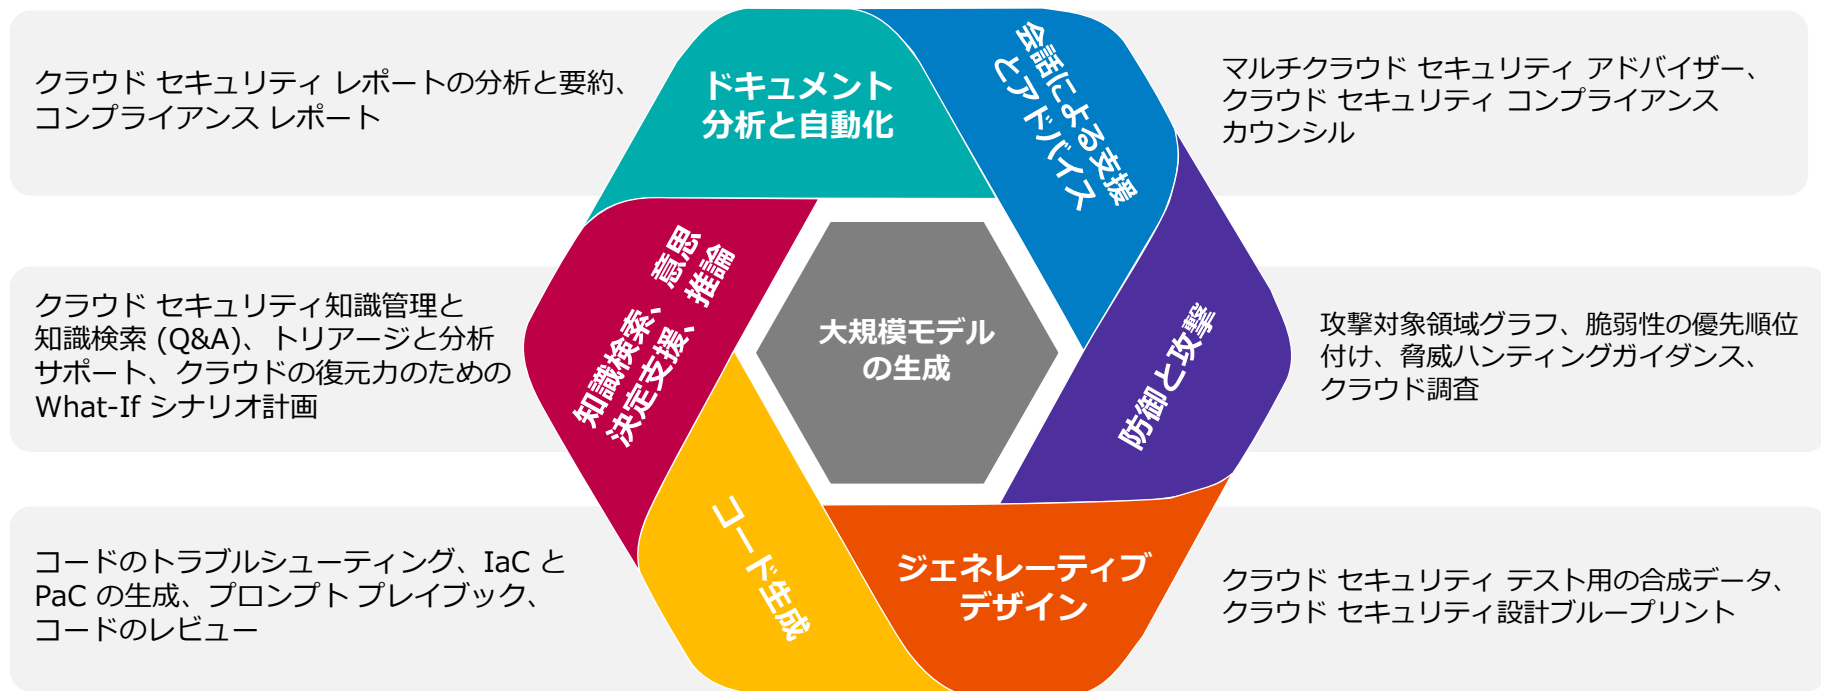 クラウド セキュリティ レポートの分析と要約、
コンプライアンス レポート
ドキュメント
分析と自動化
会話による支援
とアドバイス
マルチクラウド セキュリティ アドバイザー、
クラウド セキュリティ コンプライアンス
カウンシル
クラウド セキュリティ知識管理と
知識検索 (Q&A)、トリアージと分析
サポート、クラウドの復元力のための
What-If シナリオ計画
知識検索、意思
決定支援、推論
大規模モデル
の生成
防御と攻撃
攻撃対象領域グラフ、脆弱性の優先順位
付け、脅威ハンティングガイダンス、
クラウド調査
コードのトラブルシューティング、IaC と
PaC の生成、プロンプト プレイブック、
コードのレビュー
コード生成
ジェネレーティブ
デザイン
クラウド セキュリティ テスト用の合成データ、
クラウド セキュリティ設計ブループリント